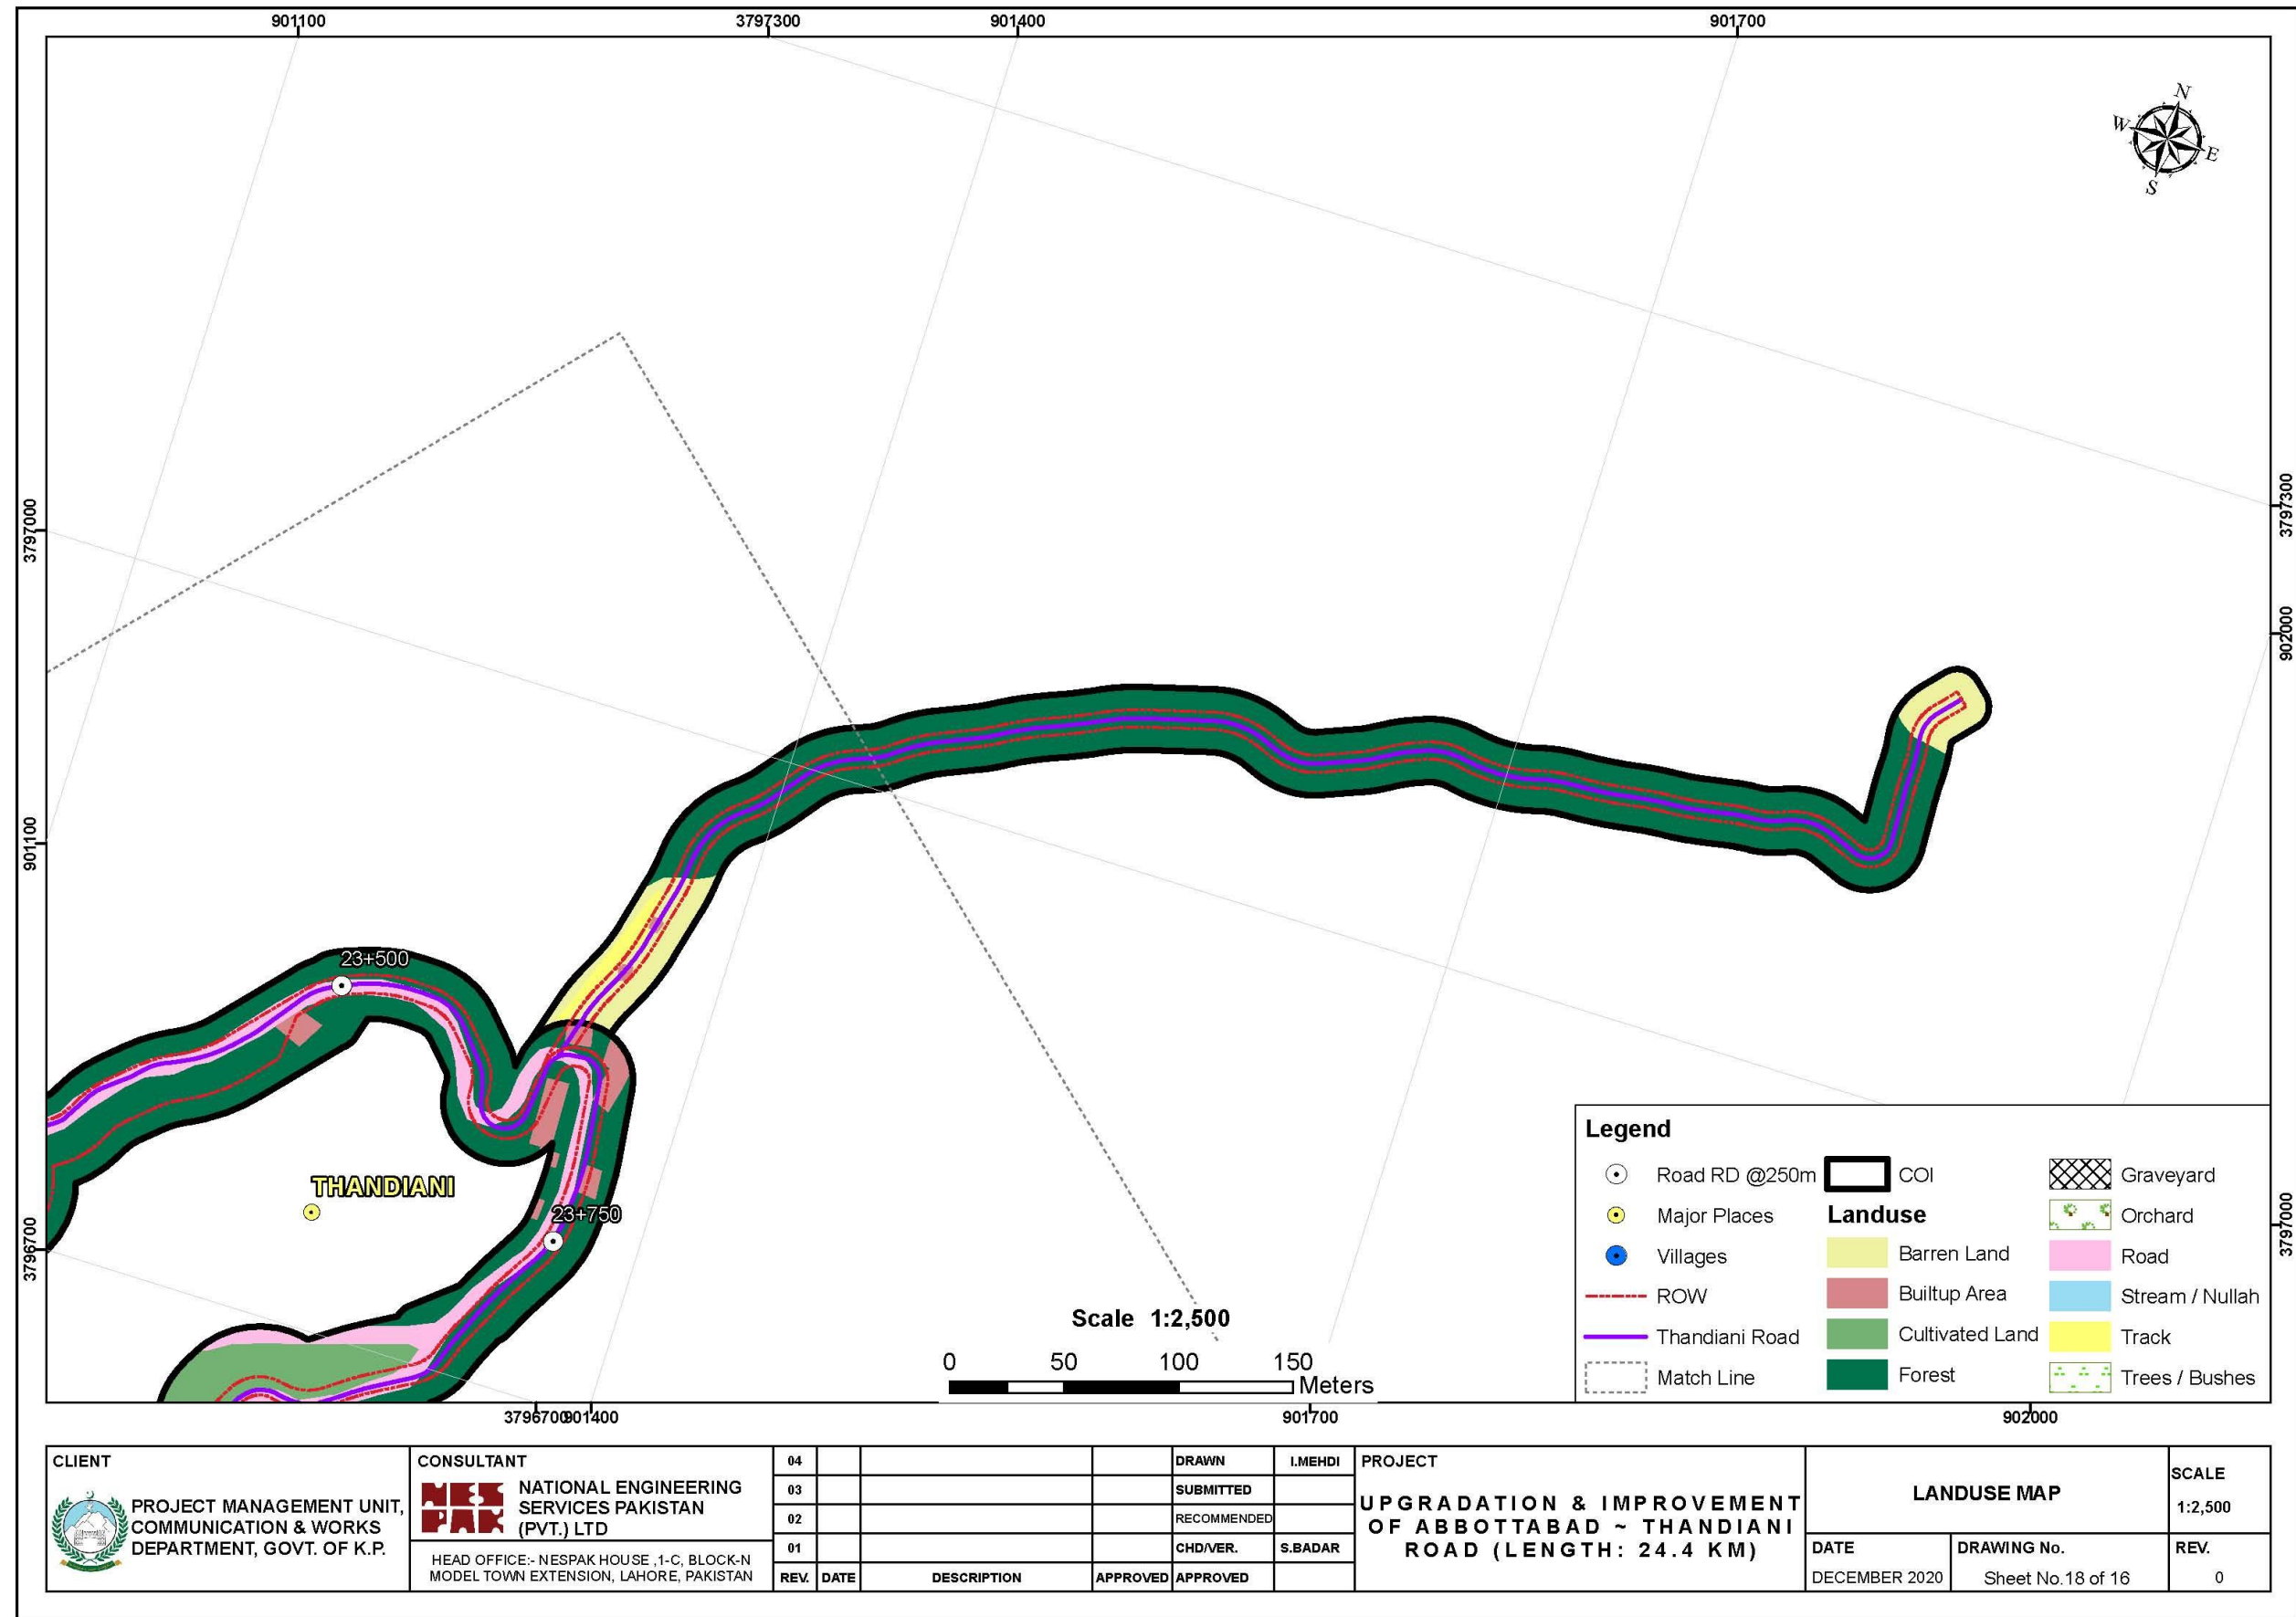 901100
3797300
901400
901700
N
W
E
S
3797000
901100
3796700
3797300
902000
3797000
23+500
THANDIANI
23+750
Scale 1:2,500
0 50 100 150
Meters
Legend
Road RD @250m
Major Places
Villages
ROW
Thandiani Road
Match Line
COI
Landuse
Barren Land
Builtup Area
Cultivated Land
Forest
Graveyard
Orchard
Road
Stream / Nullah
Track
Trees / Bushes
3796700
901400
901700
902000
CLIENT
PROJECT MANAGEMENT UNIT,
COMMUNICATION & WORKS
DEPARTMENT, GOVT. OF K.P.
CONSULTANT
NES
PAK
NATIONAL ENGINEERING
SERVICES PAKISTAN
(PVT.) LTD
HEAD OFFICE:- NESPAK HOUSE ,1-C, BLOCK-N
MODEL TOWN EXTENSION, LAHORE, PAKISTAN
04 DRAWN I.MEHDI
03 SUBMITTED
02 RECOMMENDED
01 CHD/VER. S.BADAR
REV. DATE DESCRIPTION APPROVED APPROVED
PROJECT
UPGRADATION & IMPROVEMENT
OF ABBOTTABAD ~ THANDIANI
ROAD (LENGTH: 24.4 KM)
LANDUSE MAP
SCALE
1:2,500
DATE
DECEMBER 2020
DRAWING No.
Sheet No.18 of 16
REV.
0